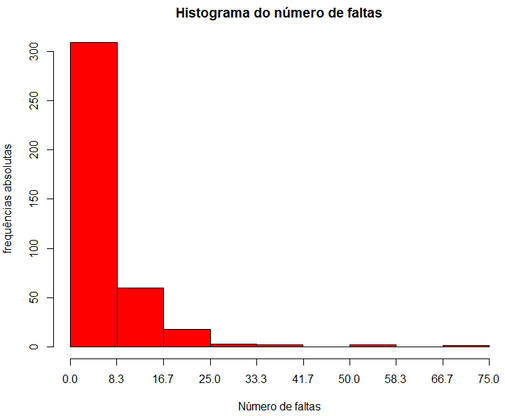 Histograma do número de faltas
frequências absolutas
300
250
200
150
100
50
0
0.0 8.3 16.7 25.0 33.3 41.7 50.0 58.3 66.7 75.0
Número de faltas